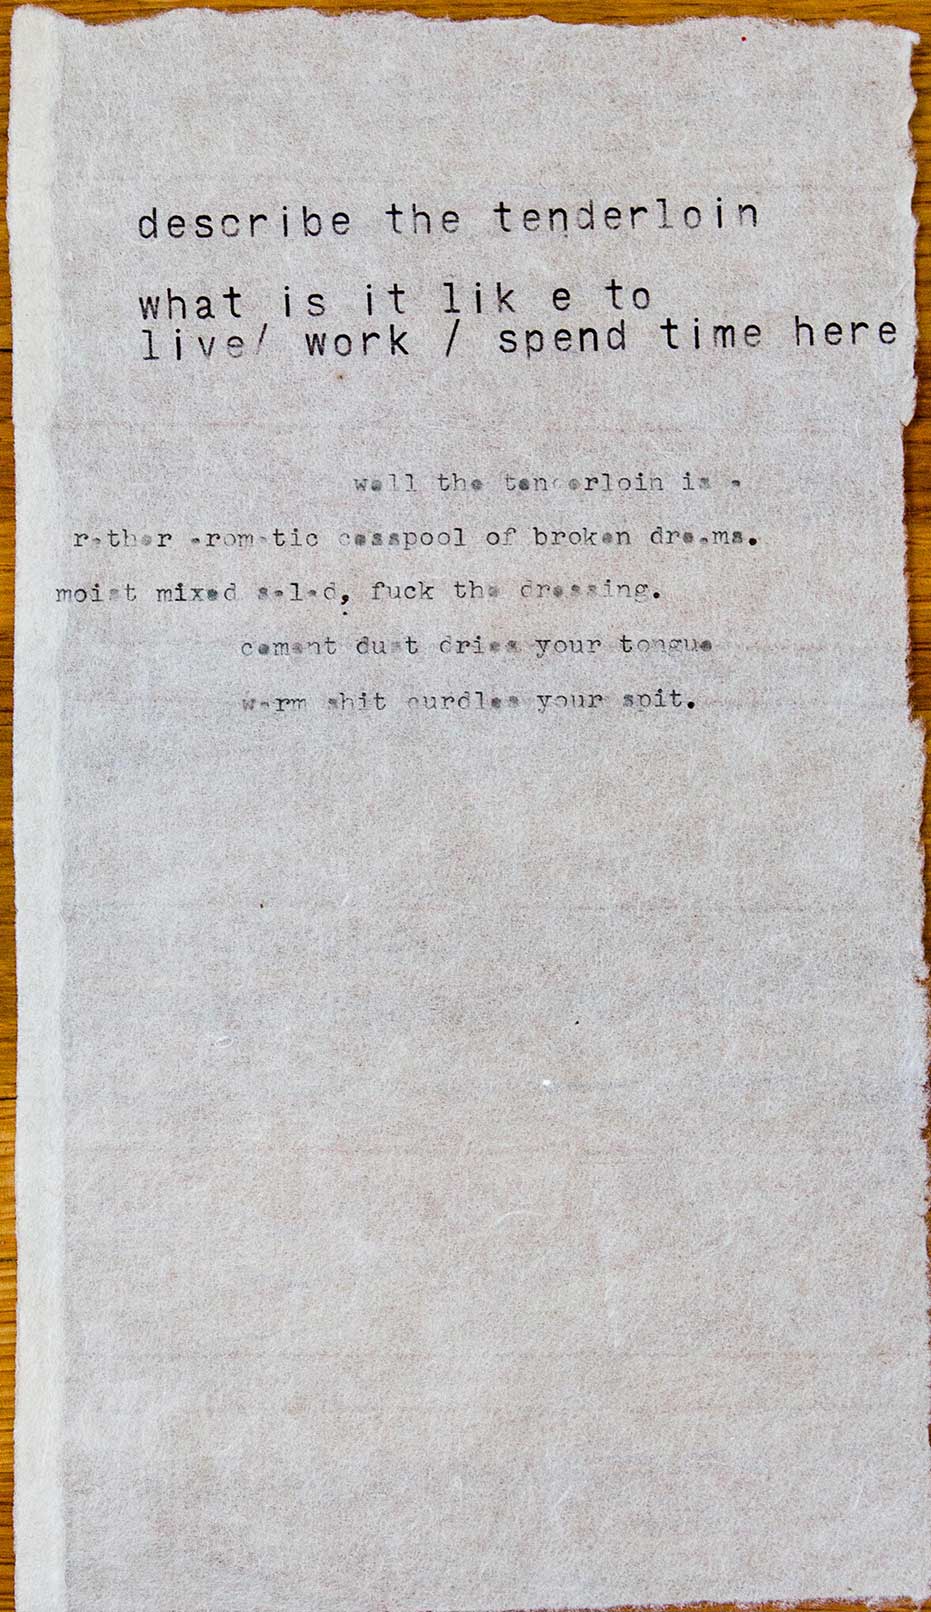 describe the tenderloin
what is it lik e to
live/ work / spend time here
well the tenderloin is a
rather aromatic cesspool of broken dreams.
moist mixed salad, fuck the dressing.
cement dust dries your tongue
warm shit curdles your spit.